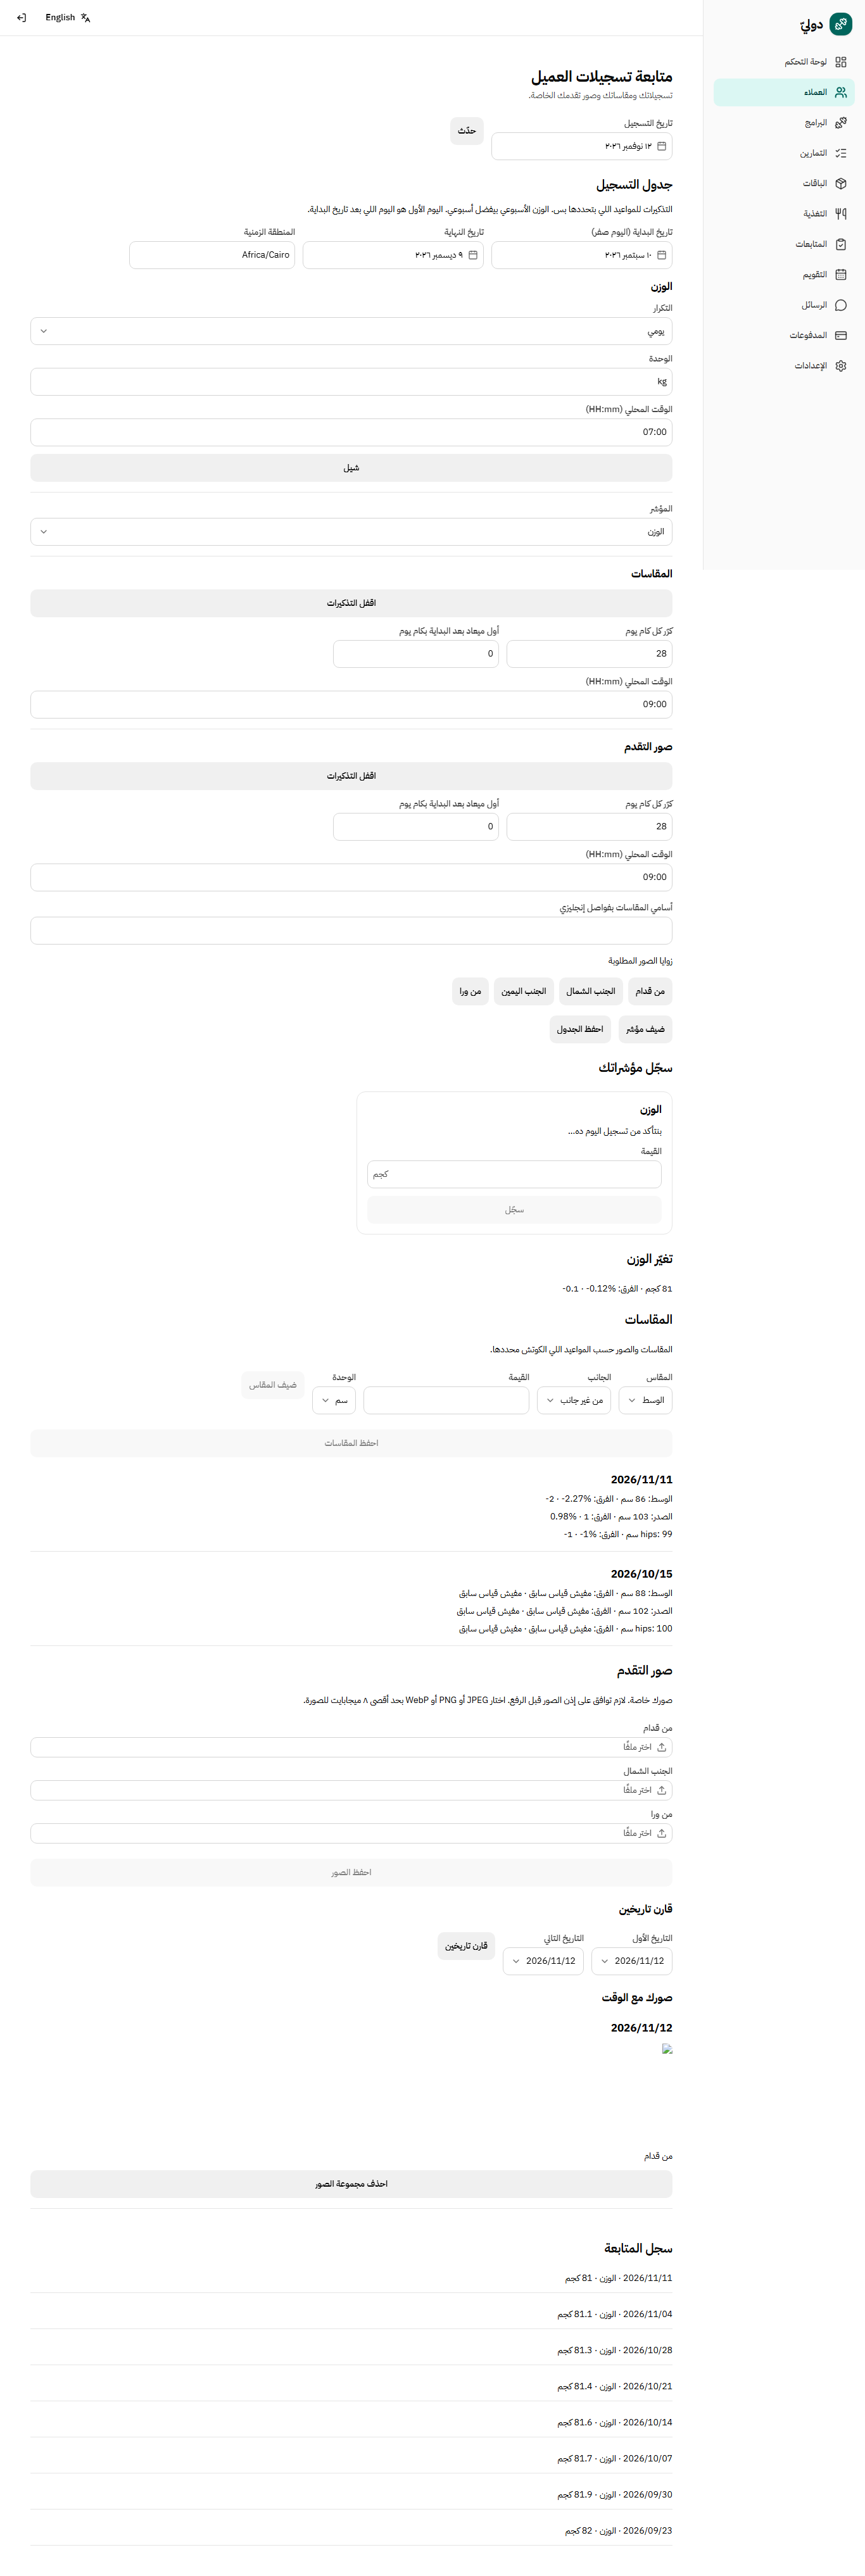 دوليّ
لوحة التحكم
العملاء
البرامج
التمارين
الباقات
التغذية
المتابعات
التقويم
الرسائل
المدفوعات
الإعدادات
English
متابعة تسجيلات العميل
تسجيلاتك ومقاساتك وصور تقدمك الخاصة.
تاريخ التسجيل
١٢ نوفمبر ٢٠٢٦
حدّث
جدول التسجيل
التذكيرات للمواعيد اللي بتحددها بس. الوزن الأسبوعي بيفضل أسبوعي. اليوم الأول هو اليوم اللي بعد تاريخ البداية.
تاريخ البداية (اليوم صفر)
تاريخ النهاية
المنطقة الزمنية
١٠ سبتمبر ٢٠٢٦
٩ ديسمبر ٢٠٢٦
Africa/Cairo
الوزن
التكرار
يومي
الوحدة
kg
الوقت المحلي (HH:mm)
07:00
شيل
المؤشر
الوزن
المقاسات
اقفل التذكيرات
كرّر كل كام يوم
أول ميعاد بعد البداية بكام يوم
28
0
الوقت المحلي (HH:mm)
09:00
صور التقدم
اقفل التذكيرات
كرّر كل كام يوم
أول ميعاد بعد البداية بكام يوم
28
0
الوقت المحلي (HH:mm)
09:00
أسامي المقاسات بفواصل إنجليزي
زوايا الصور المطلوبة
من قدام
الجنب الشمال
الجنب اليمين
من ورا
ضيف مؤشر
احفظ الجدول
سجّل مؤشراتك
الوزن
بنتأكد من تسجيل اليوم ده...
القيمة
كجم
سجّل
تغيّر الوزن
81 كجم · الفرق: -0.12% · -0.1
المقاسات
المقاسات والصور حسب المواعيد اللي الكوتش محددها.
المقاس
الجانب
القيمة
الوحدة
الوسط
من غير جانب
سم
ضيف المقاس
احفظ المقاسات
2026/11/11
الوسط: 86 سم · الفرق: -2.27% · -2
الصدر: 103 سم · الفرق: 1 · 0.98%
hips: 99 سم · الفرق: -1% · -1
2026/10/15
الوسط: 88 سم · الفرق: مفيش قياس سابق · مفيش قياس سابق
الصدر: 102 سم · الفرق: مفيش قياس سابق · مفيش قياس سابق
hips: 100 سم · الفرق: مفيش قياس سابق · مفيش قياس سابق
صور التقدم
صورك خاصة. لازم توافق على إذن الصور قبل الرفع. اختار JPEG أو PNG أو WebP بحد أقصى ٨ ميجابايت للصورة.
من قدام
اختر ملفًا
الجنب الشمال
اختر ملفًا
من ورا
اختر ملفًا
احفظ الصور
قارن تاريخين
التاريخ الأول
التاريخ التاني
2026/11/12
2026/11/12
قارن تاريخين
صورك مع الوقت
2026/11/12
من قدام
احذف مجموعة الصور
سجل المتابعة
2026/11/11 · الوزن · 81 كجم
2026/11/04 · الوزن · 81.1 كجم
2026/10/28 · الوزن · 81.3 كجم
2026/10/21 · الوزن · 81.4 كجم
2026/10/14 · الوزن · 81.6 كجم
2026/10/07 · الوزن · 81.7 كجم
2026/09/30 · الوزن · 81.9 كجم
2026/09/23 · الوزن · 82 كجم